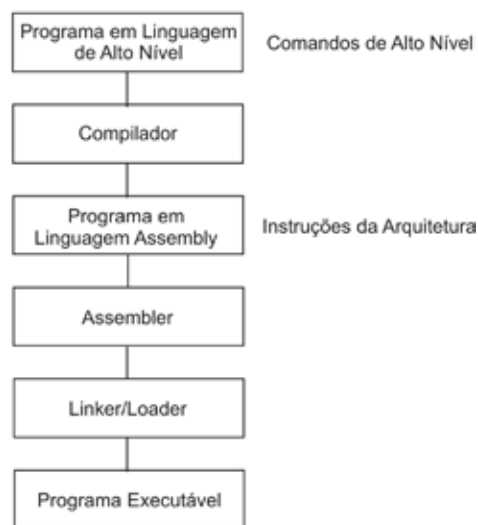 Programa em Linguagem
de Alto Nível
Comandos de Alto Nível
Compilador
Programa em
Linguagem Assembly
Instruções da Arquitetura
Assembler
Linker/Loader
Programa Executável